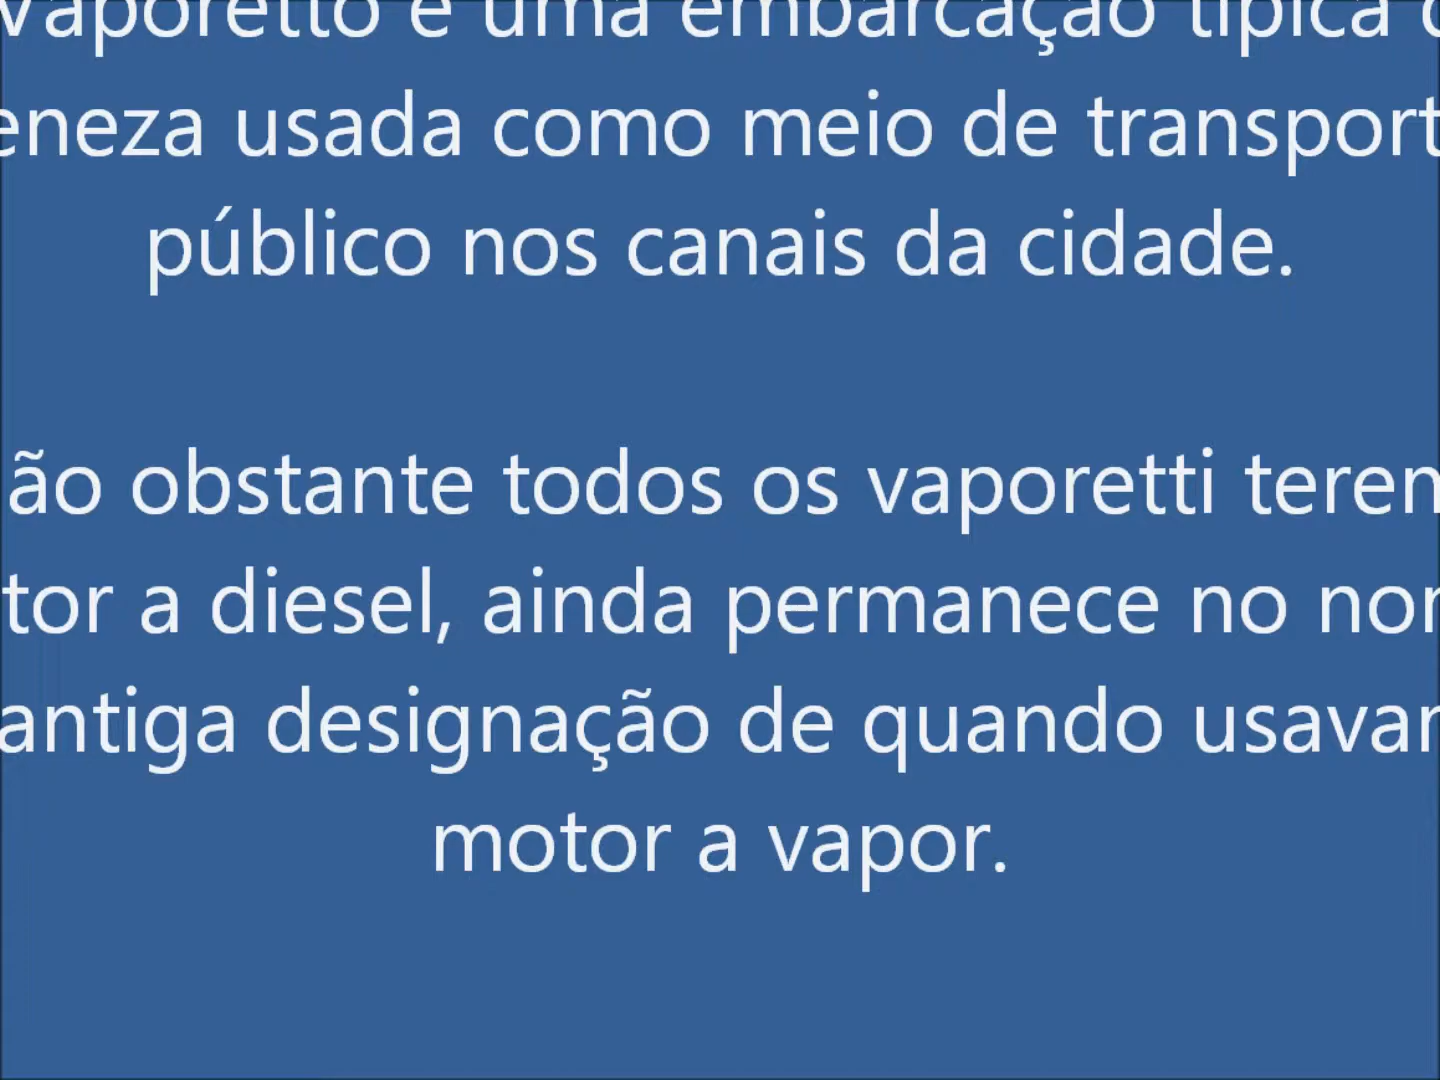 vaporetto é uma embarcação típica
eneza usada como meio de transport
público nos canais da cidade.
ão obstante todos os vaporetti teren
tor a diesel, ainda permanece no nor
antiga designação de quando usavar
motor a vapor.